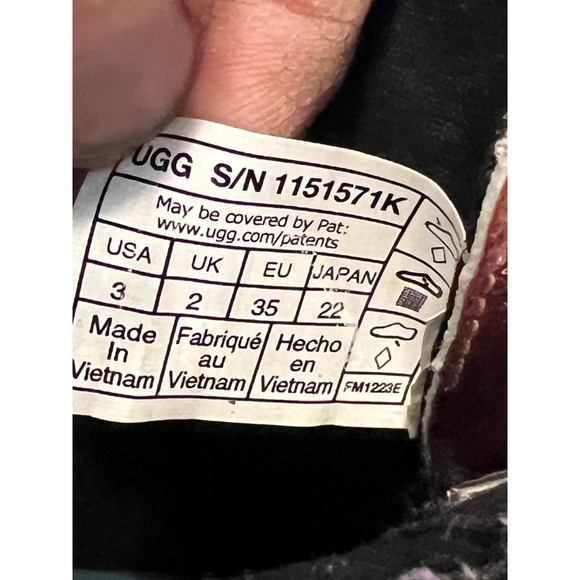 UGG S/N 1151571K
May be covered by Pat:
www.ugg.com/patents
USA UK EU JAPAN
3 2 35 22
Made In Vietnam
Fabriqué au Vietnam
Hecho en Vietnam
FM1223E